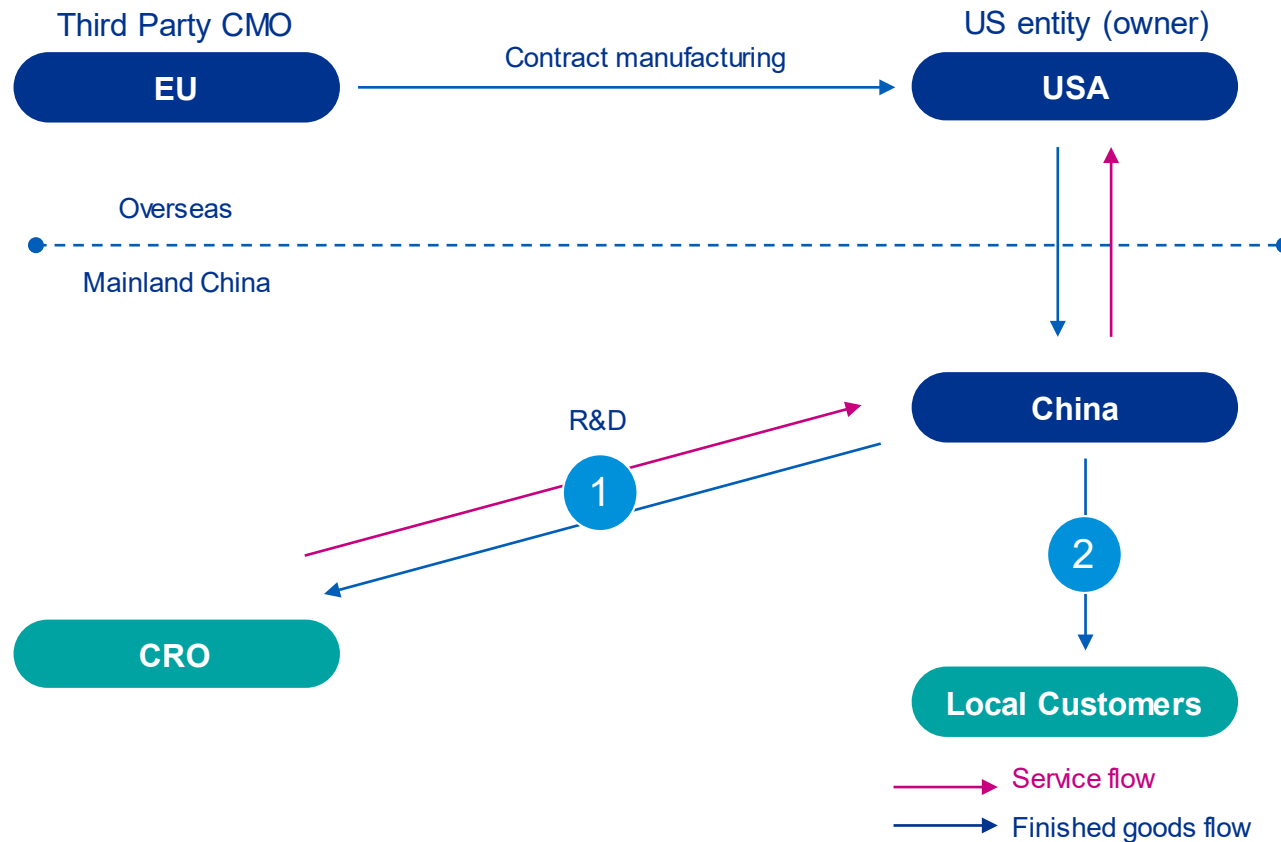 Third Party CMO
US entity (owner)
EU
Contract manufacturing
USA
Overseas
Mainland China
R&D
China
1
2
CRO
Local Customers
Service flow
Finished goods flow